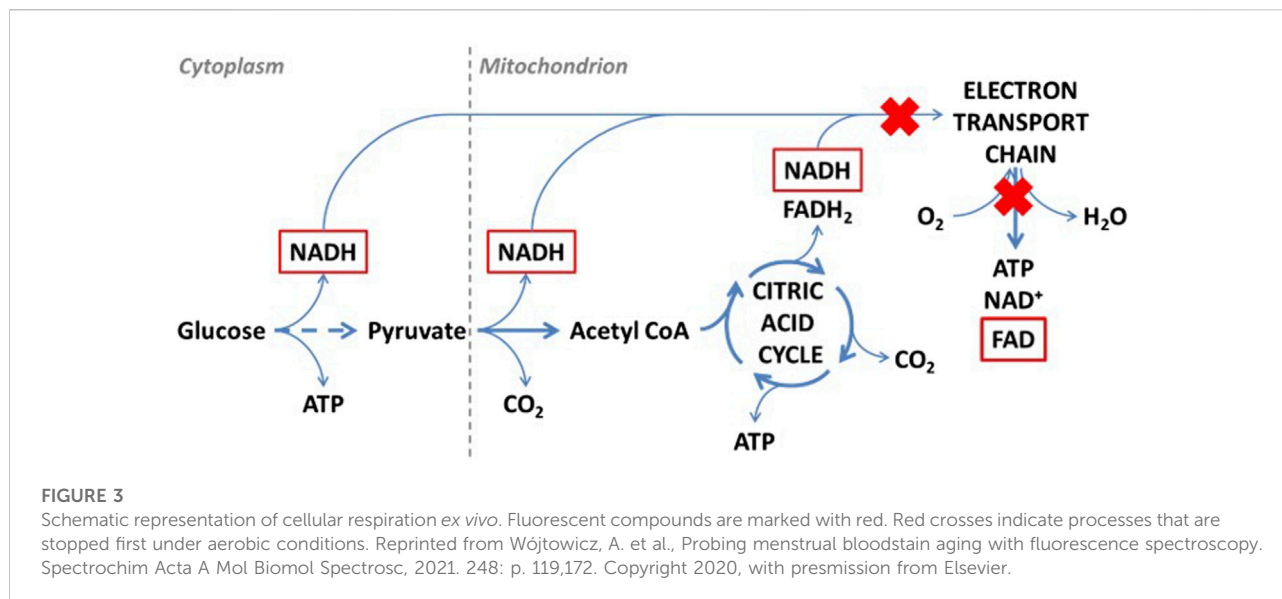 Cytoplasm
Mitochondrion
ELECTRON
TRANSPORT
CHAIN
NADH
FADH₂
O₂
H₂O
NADH
NADH
ATP
NAD⁺
FAD
Glucose
Pyruvate
Acetyl CoA
CITRIC
ACID
CYCLE
CO₂
ATP
CO₂
ATP
FIGURE 3
Schematic representation of cellular respiration ex vivo. Fluorescent compounds are marked with red. Red crosses indicate processes that are
stopped first under aerobic conditions. Reprinted from Wójtowicz, A. et al., Probing menstrual bloodstain aging with fluorescence spectroscopy.
Spectrochim Acta A Mol Biomol Spectrosc, 2021. 248: p. 119,172. Copyright 2020, with presmission from Elsevier.